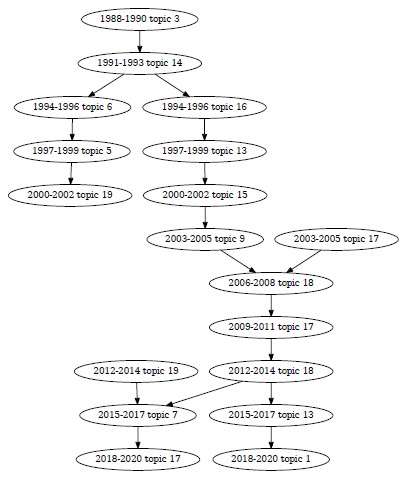 1988-1990 topic 3
1991-1993 topic 14
1994-1996 topic 6
1994-1996 topic 16
1997-1999 topic 5
1997-1999 topic 13
2000-2002 topic 19
2000-2002 topic 15
2003-2005 topic 9
2003-2005 topic 17
2006-2008 topic 18
2009-2011 topic 17
2012-2014 topic 19
2012-2014 topic 18
2015-2017 topic 7
2015-2017 topic 13
2018-2020 topic 17
2018-2020 topic 1